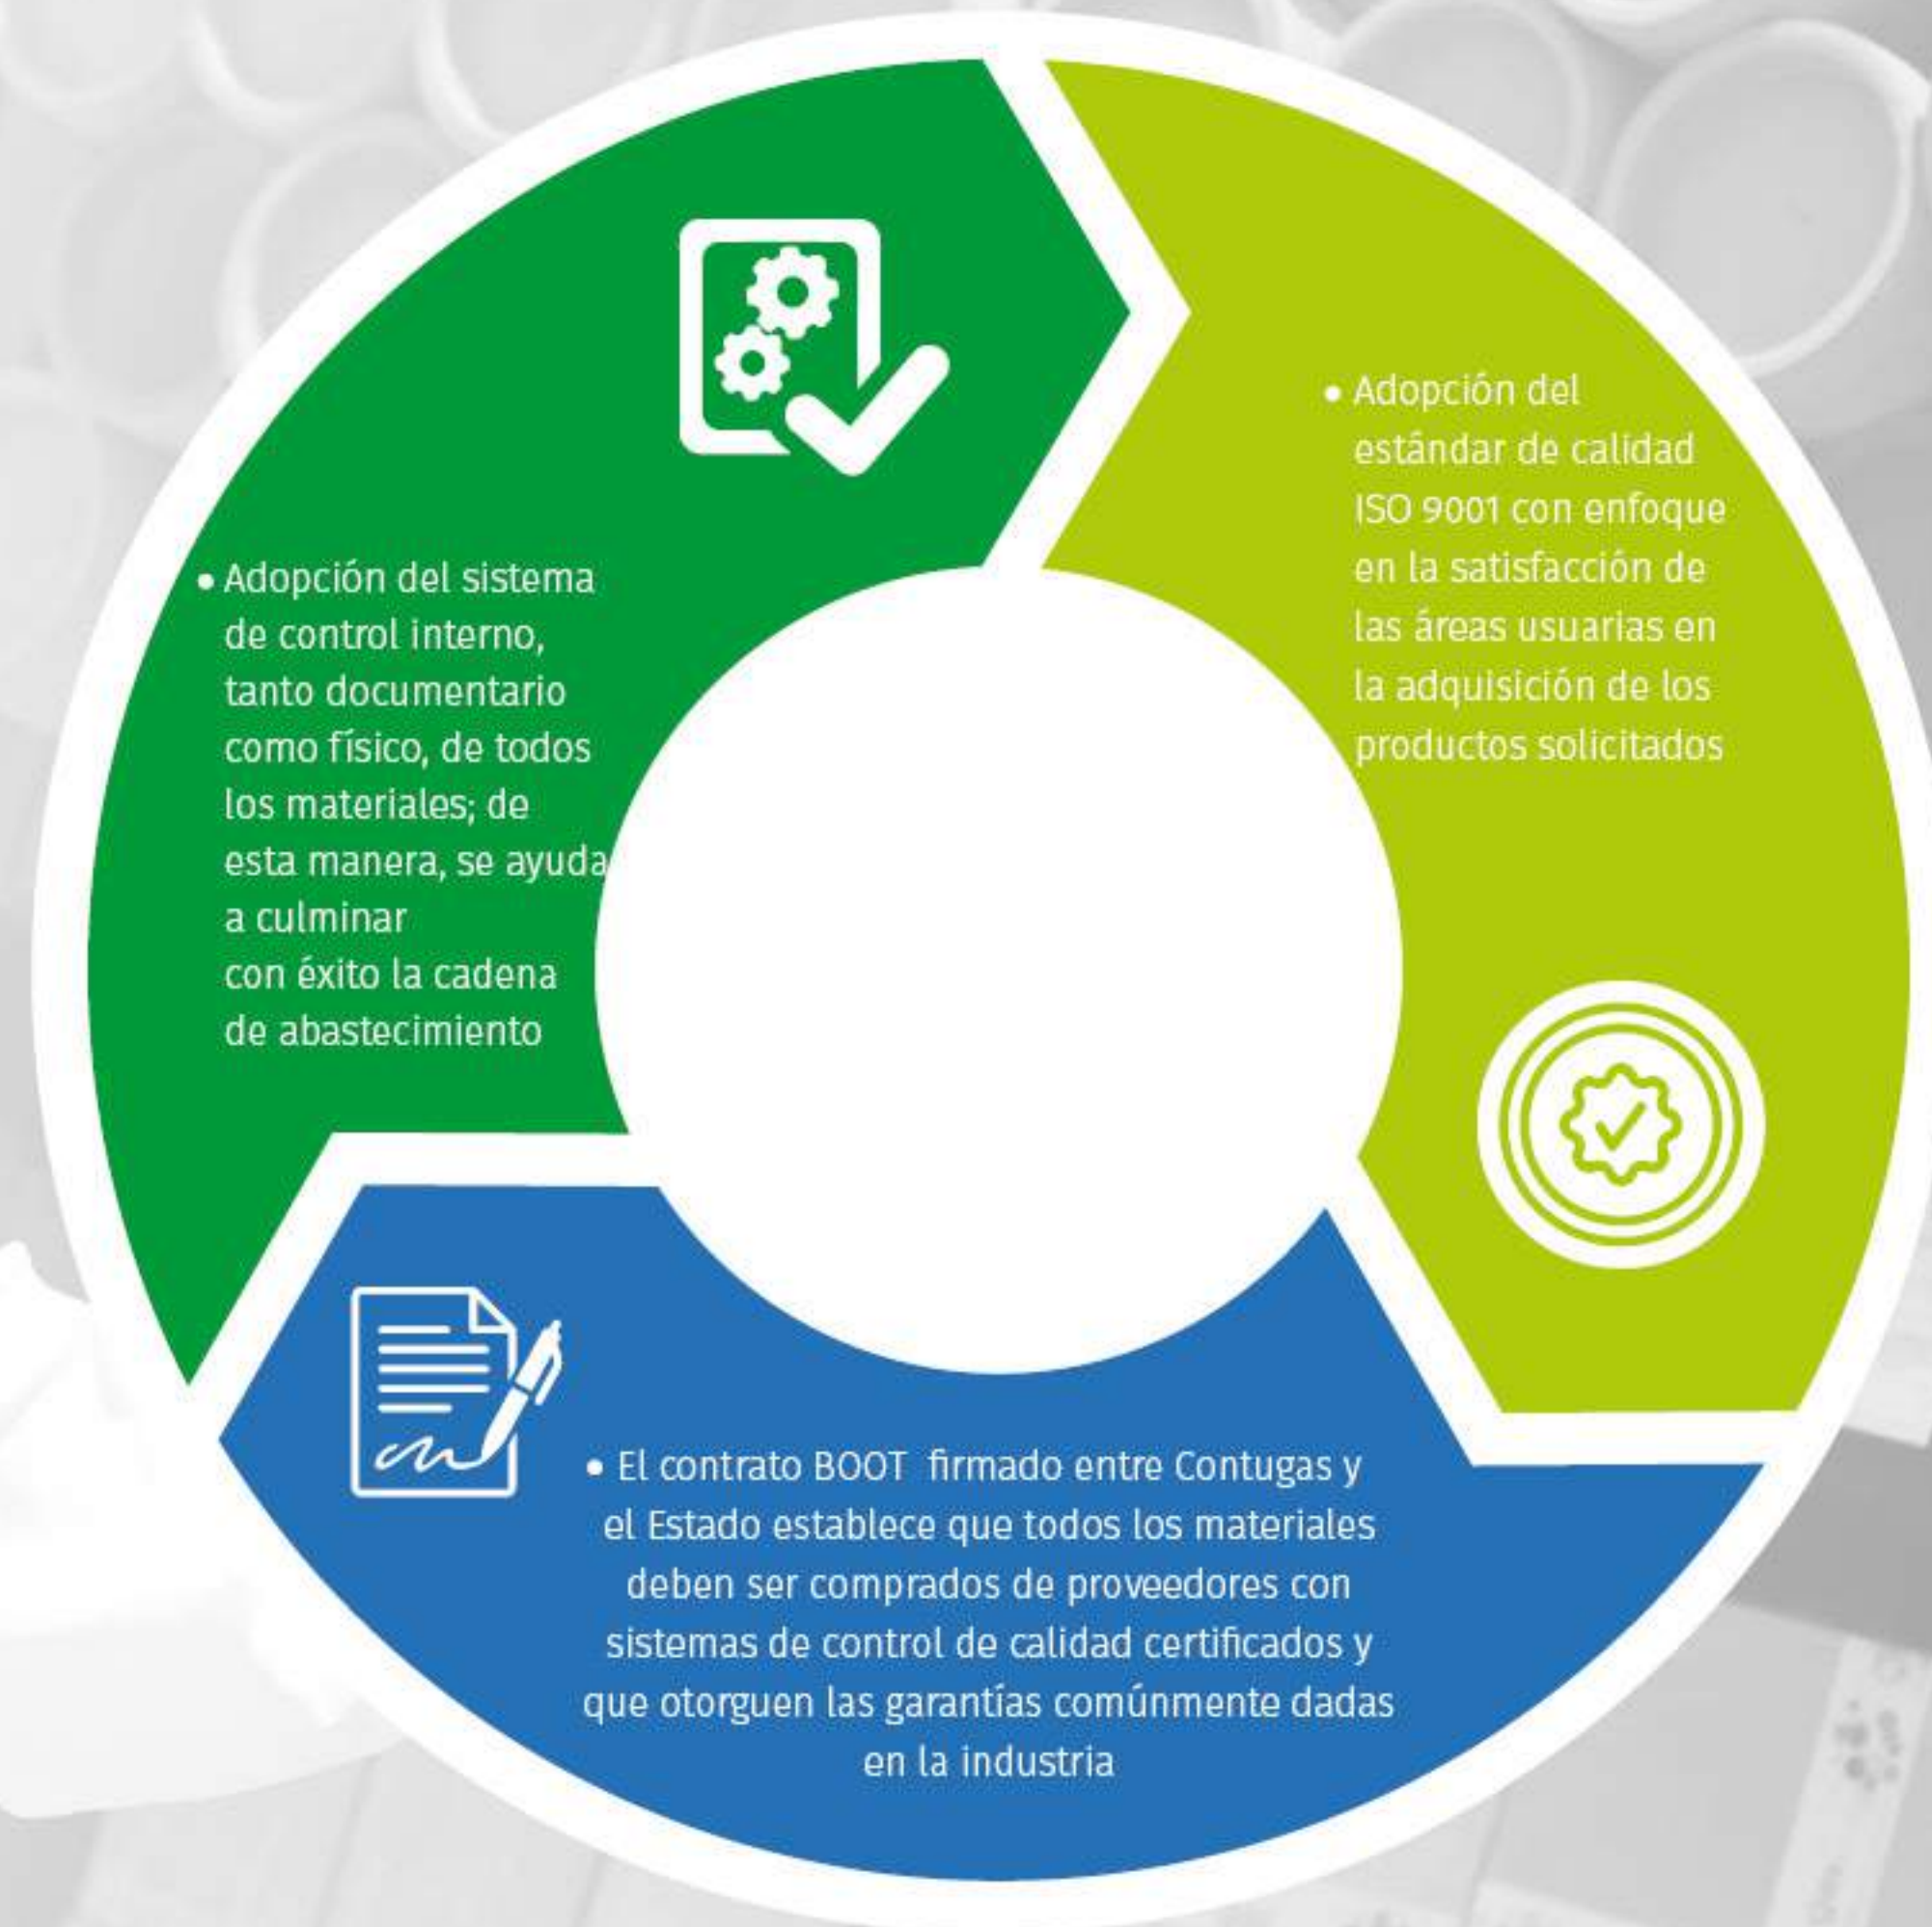 • Adopción del sistema
de control interno,
tanto documentario
como físico, de todos
los materiales; de
esta manera, se ayuda
a culminar
con éxito la cadena
de abastecimiento
• Adopción del
estándar de calidad
ISO 9001 con enfoque
en la satisfacción de
las áreas usuarias en
la adquisición de los
productos solicitados
• El contrato BOOT firmado entre Contugas y
el Estado establece que todos los materiales
deben ser comprados de proveedores con
sistemas de control de calidad certificados y
que otorguen las garantías comúnmente dadas
en la industria